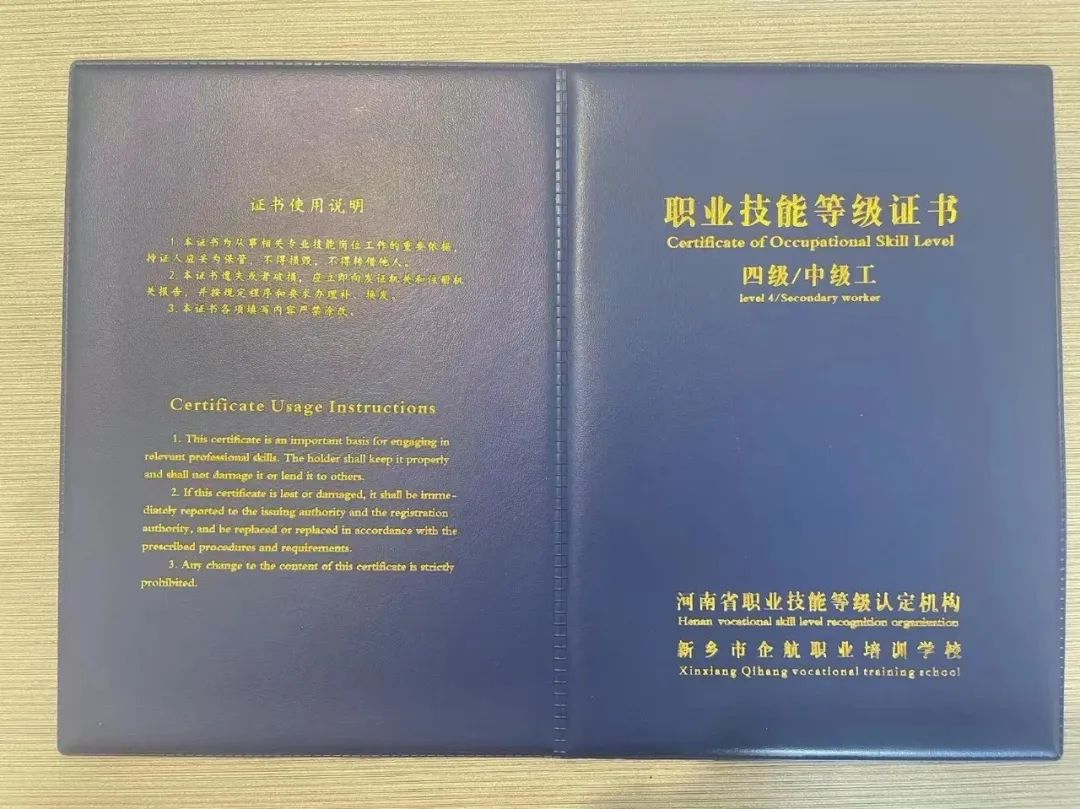 证书使用说明
1. 本证书为从事相关专业技能岗位工作的重要依据，
持证人应妥为保管，不得损毁，不得转借他人。
2. 本证书遗失或者破损，应立即向发证机关和注册机
关报告，并按规定程序和要求办理补、换发。
3. 本证书各项填写内容严禁涂改。
Certificate Usage Instructions
1. This certificate is an important basis for engaging in
relevant professional skills. The holder shall keep it properly
and shall not damage it or lend it to others.
2. If this certificate is lost or damaged, it shall be imme-
diately reported to the issuing authority and the registration
authority, and be replaced or replaced in accordance with the
prescribed procedures and requirements.
3. Any change to the content of this certificate is strictly
prohibited.
职业技能等级证书
Certificate of Occupational Skill Level
四级/中级工
level 4/Secondary worker
河南省职业技能等级认定机构
Henan vocational skill level recognition organisation
新乡市企航职业培训学校
Xinxiang Qihang vocational training school